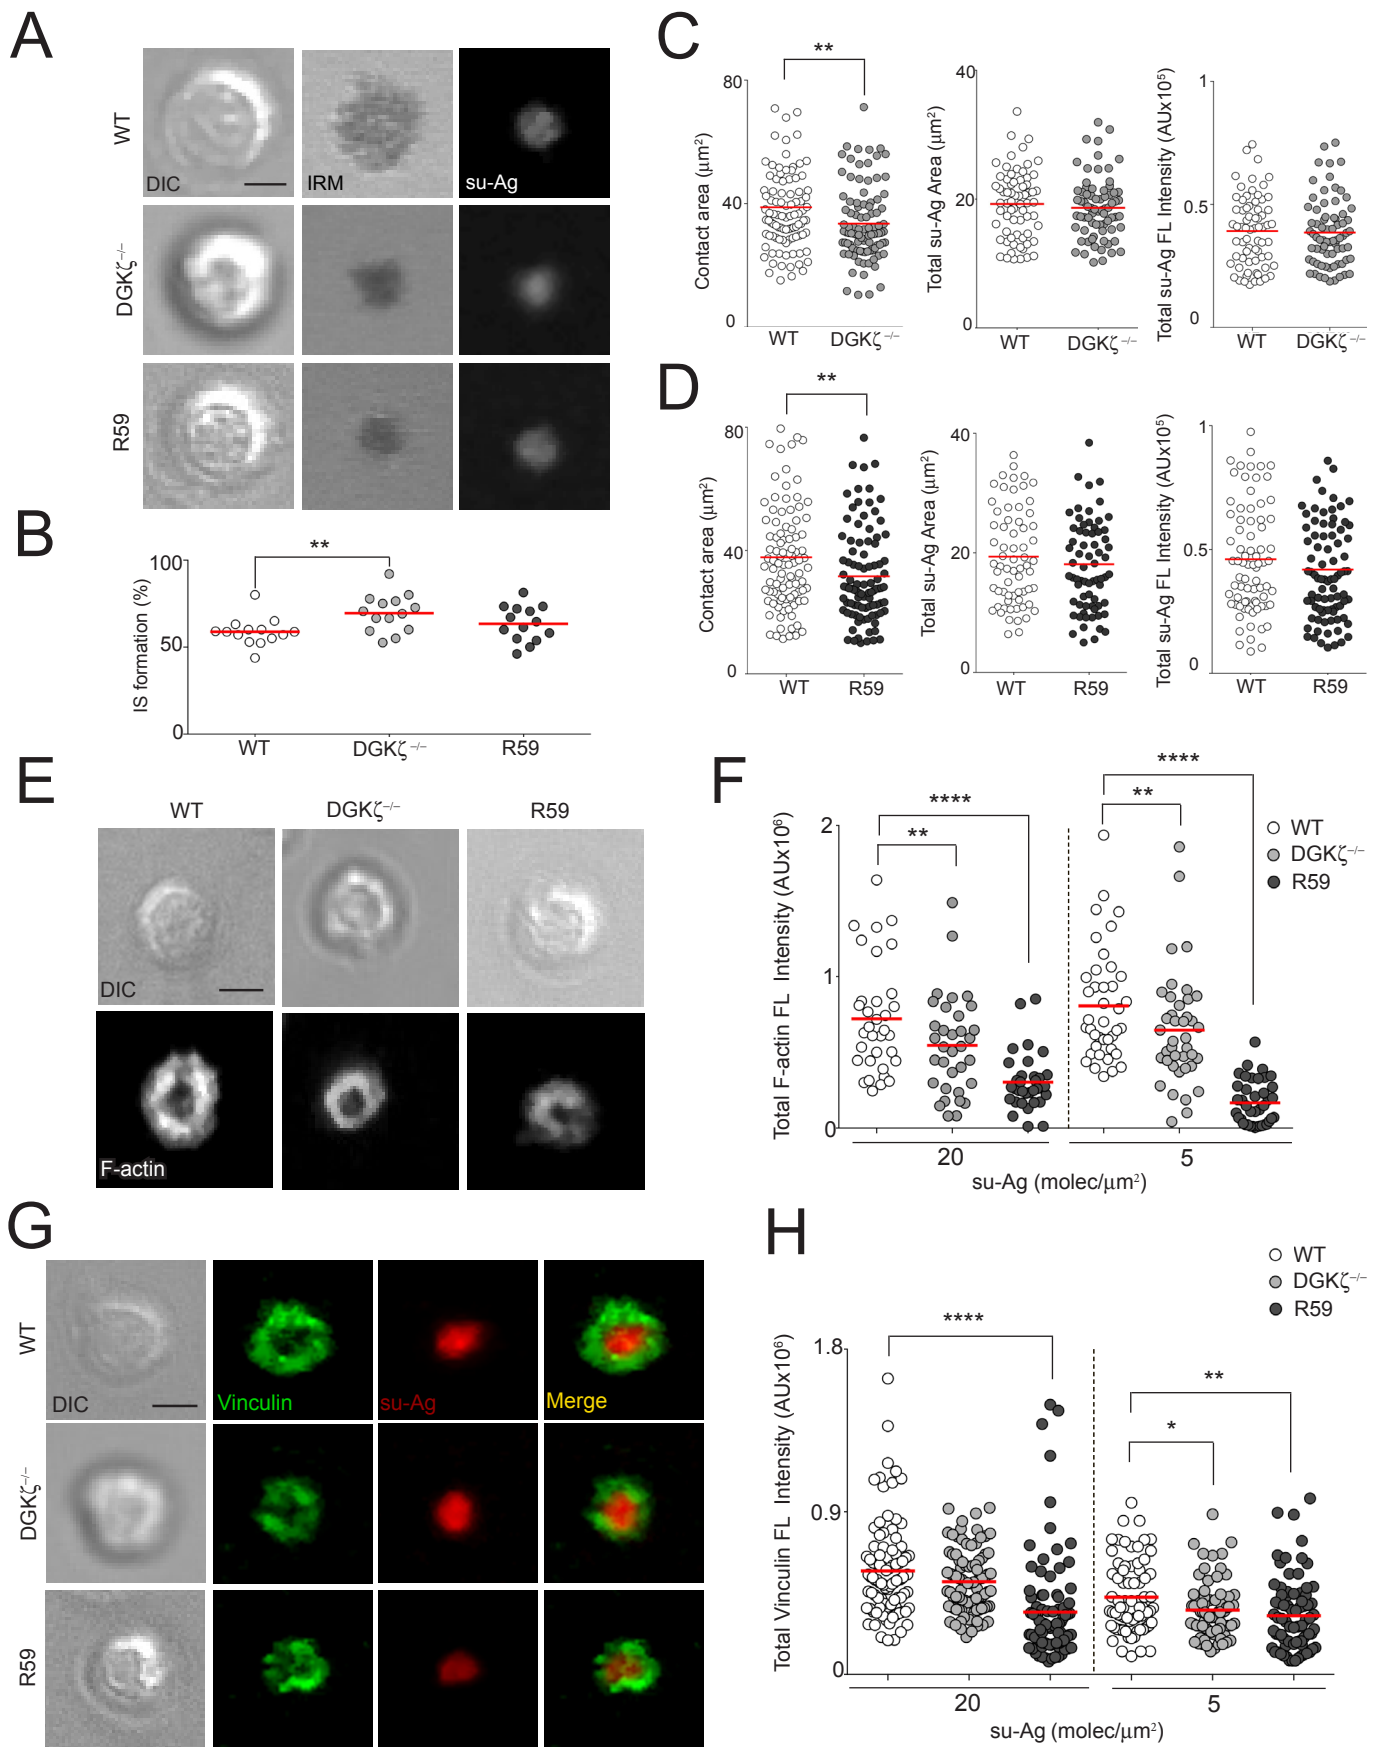 A
WT
DIC
IRM
su-Ag
DGKζ–/–
R59
B
**
IS formation (%)
100
50
0
WT
DGKζ –/–
R59
C
**
Contact area (μm2)
80
40
0
WT
DGKζ –/–
Total su-Ag Area (μm2)
40
20
0
WT
DGKζ –/–
Total su-Ag FL Intensity (AUx105)
1
0.5
0
WT
DGKζ –/–
D
**
Contact area (μm2)
80
40
0
WT
R59
Total su-Ag Area (μm2)
40
20
0
WT
R59
Total su-Ag FL Intensity (AUx105)
1
0.5
0
WT
R59
E
WT
DGKζ–/–
R59
DIC
F-actin
F
****
**
****
**
WT
DGKζ–/–
R59
Total F-actin FL Intensity (AUx106)
2
1
0
20
5
su-Ag (molec/μm2)
G
WT
DIC
Vinculin
su-Ag
Merge
DGKζ–/–
R59
H
WT
DGKζ–/–
R59
****
**
*
Total Vinculin FL Intensity (AUx106)
1.8
0.9
0
20
5
su-Ag (molec/μm2)